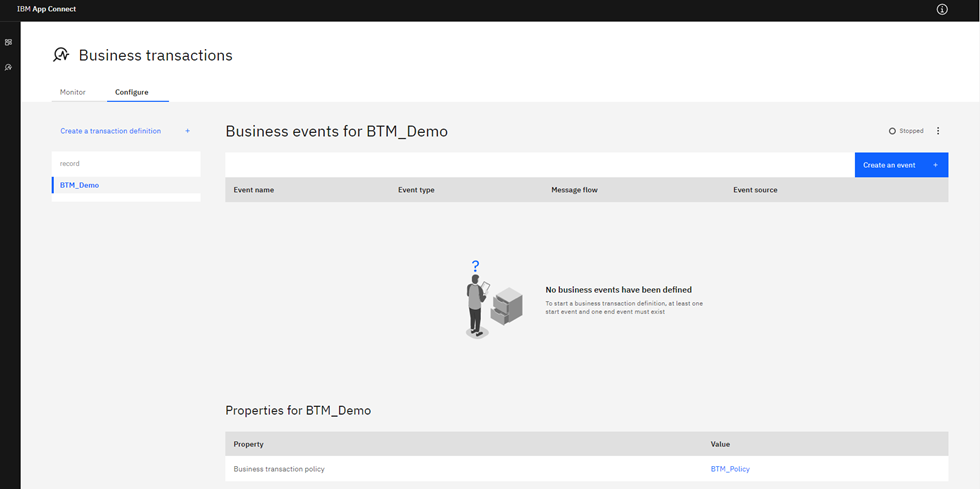 IBM App Connect
Business transactions
Monitor Configure
Create a transaction definition +
record
BTM_Demo
Business events for BTM_Demo
Stopped
Create an event +
Event name Event type Message flow Event source
?
No business events have been defined
To start a business transaction definition, at least one
start event and one end event must exist
Properties for BTM_Demo
Property Value
Business transaction policy BTM_Policy